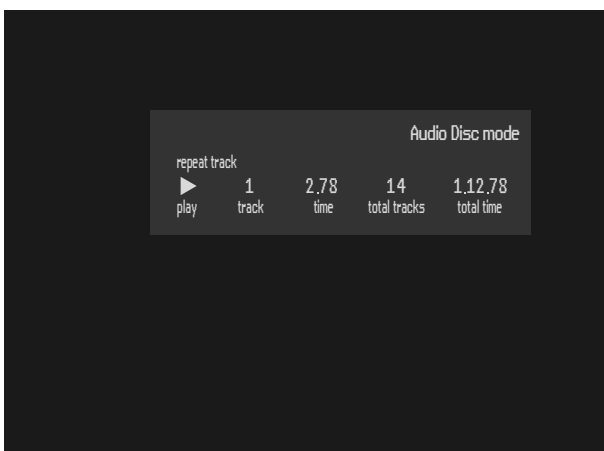 Audio Disc mode
repeat track
1 2.78 14 1.12.78
play track time total tracks total time